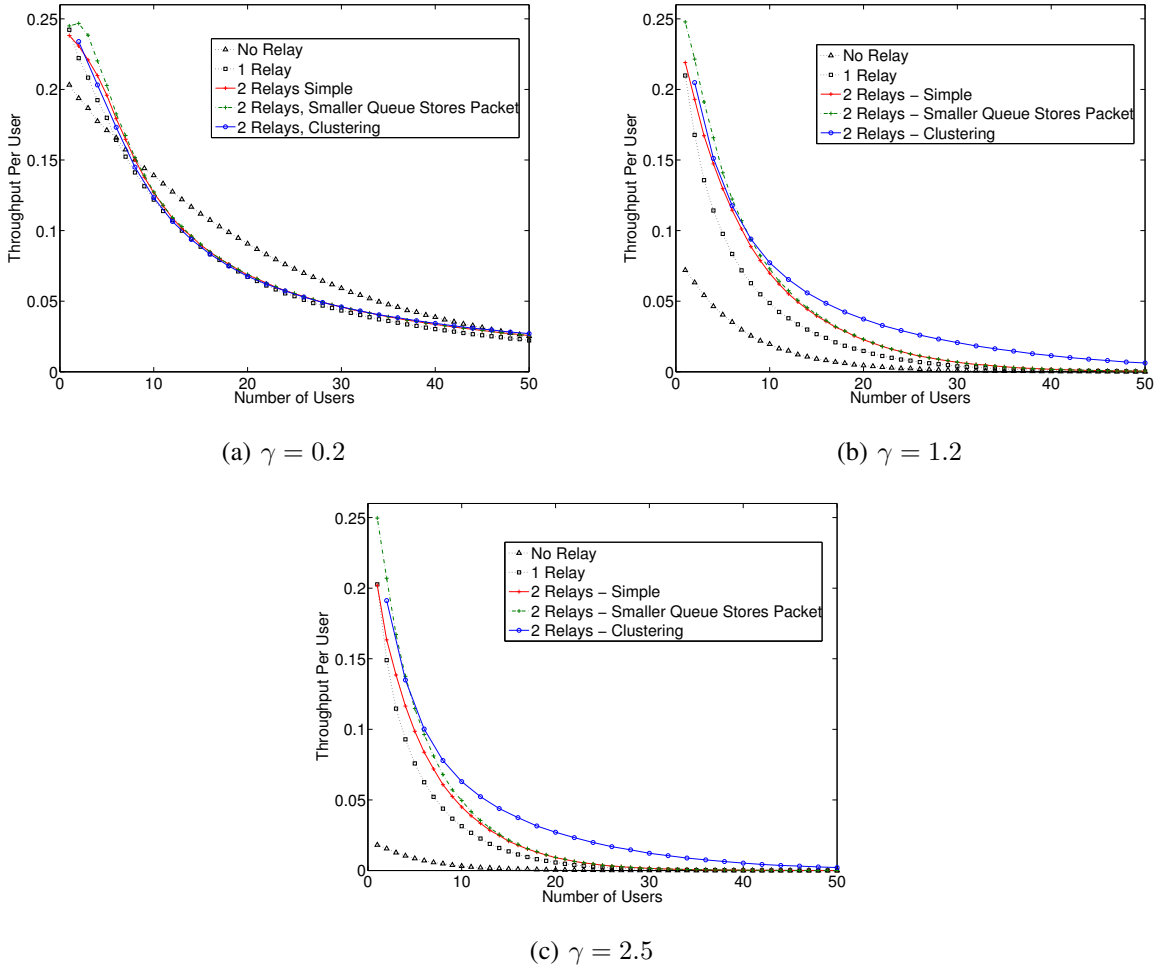 0.25
0.2
0.15
0.1
0.05
0
Throughput Per User
No Relay
1 Relay
2 Relays Simple
2 Relays, Smaller Queue Stores Packet
2 Relays, Clustering
0 10 20 30 40 50
Number of Users
(a) γ = 0.2
0.25
0.2
0.15
0.1
0.05
0
Throughput Per User
No Relay
1 Relay
2 Relays − Simple
2 Relays − Smaller Queue Stores Packet
2 Relays − Clustering
0 10 20 30 40 50
Number of Users
(b) γ = 1.2
0.25
0.2
0.15
0.1
0.05
0
Throughput Per User
No Relay
1 Relay
2 Relays − Simple
2 Relays − Smaller Queue Stores Packet
2 Relays − Clustering
0 10 20 30 40 50
Number of Users
(c) γ = 2.5